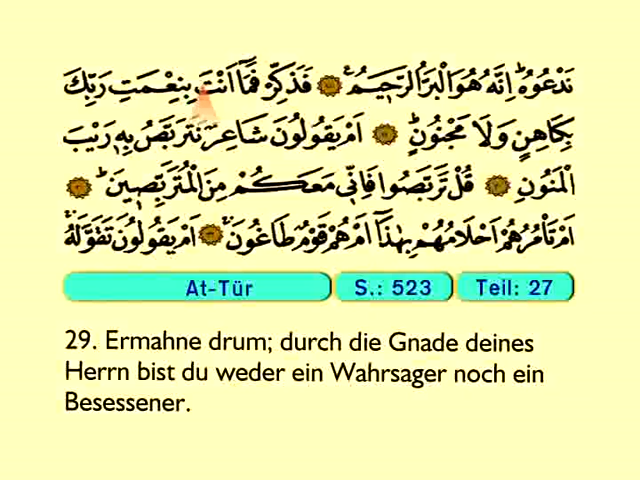 نَدْعُوهُ اِنَّهُ هُوَ الْبَرُّ الرَّحِيمُ فَذَكِّرْ فَمَا اَنْتَ بِنِعْمَتِ رَبِّكَ
بِكَاهِنٍ وَلَا مَجْنُونٍ اَمْ يَقُولُونَ شَاعِرٌ نَتَرَبَّصُ بِهِ رَيْبَ
الْمَنُونِ قُلْ تَرَبَّصُوا فَاِنِّي مَعَكُمْ مِنَ الْمُتَرَبِّصِينَ
اَمْ تَأْمُرُهُمْ اَحْلَامُهُمْ بِهٰذَا اَمْ هُمْ قَوْمٌ طَاغُونَ اَمْ يَقُولُونَ تَقَوَّلَهُ
At-Tür S.: 523 Teil: 27
29. Ermahne drum; durch die Gnade deines
Herrn bist du weder ein Wahrsager noch ein
Besessener.